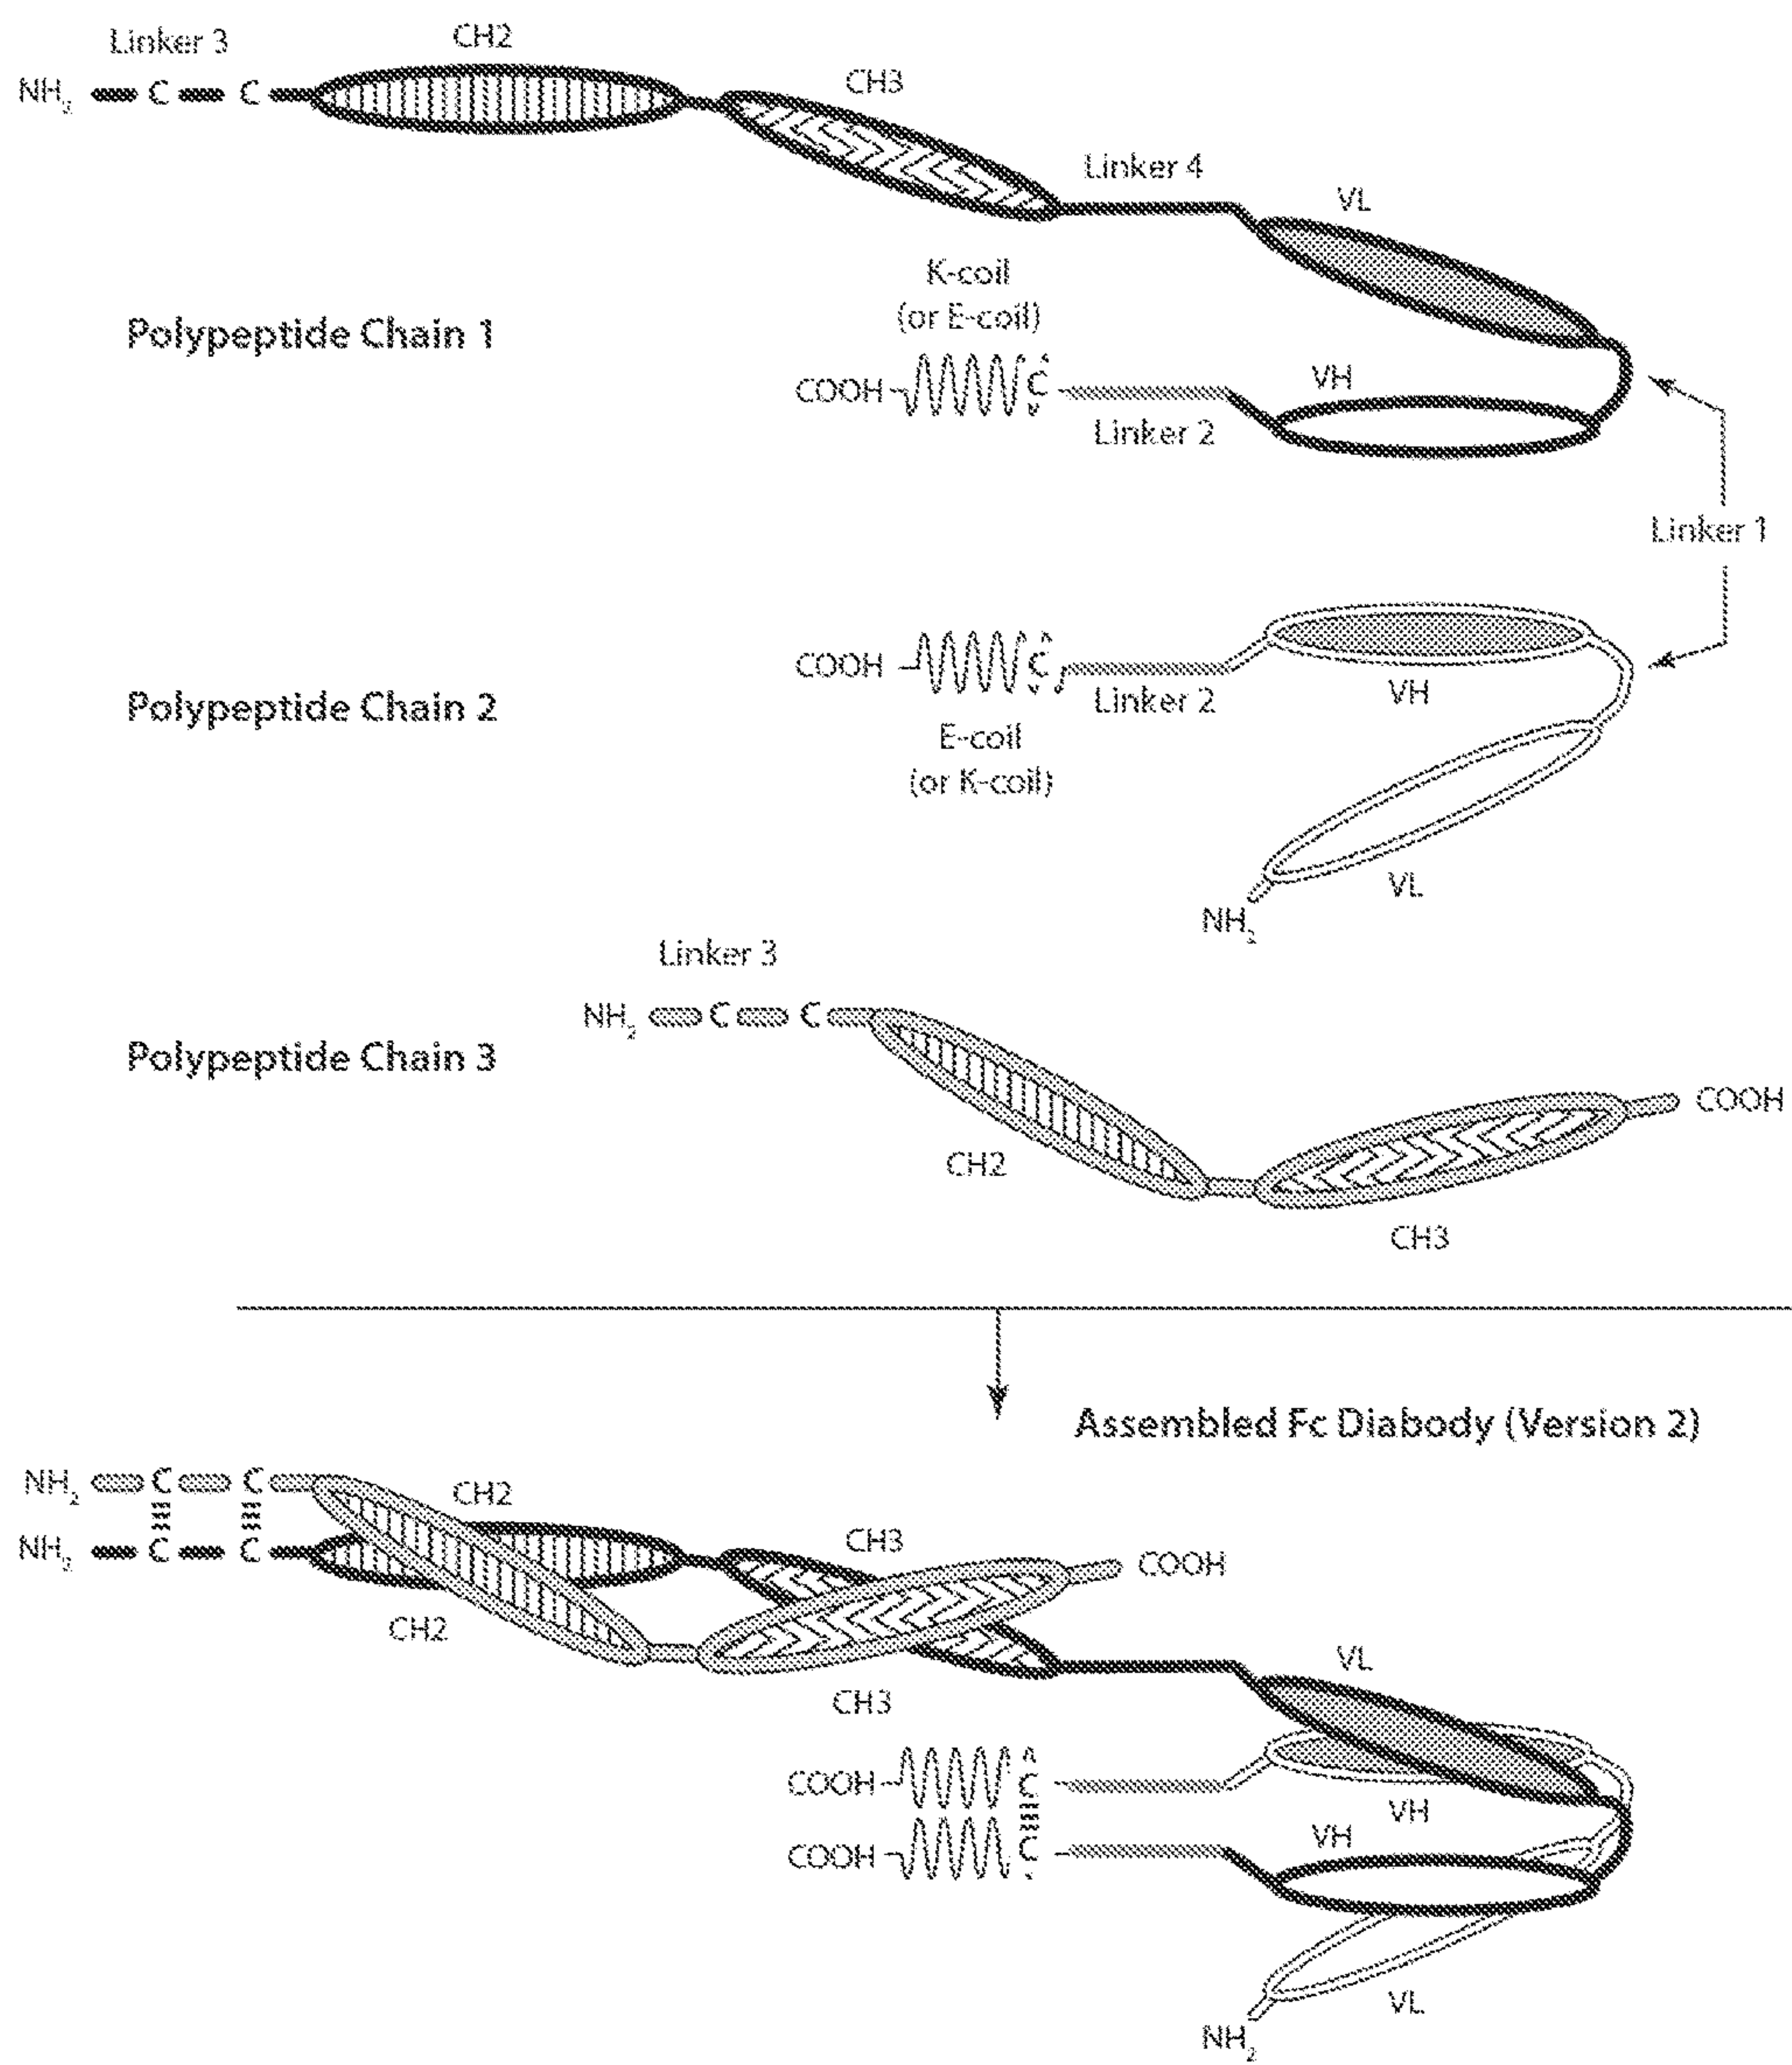 Linker 3
CH2
NH2 C C
CH3
Linker 4
VL
K-coil
(or E-coil)
Polypeptide Chain 1
VH
COOH C
Linker 2
Linker 1
COOH C
Linker 2
VH
Polypeptide Chain 2
E-coil
(or K-coil)
VL
NH2
Linker 3
NH2 C C
Polypeptide Chain 3
COOH
CH2
CH3
Assembled Fc Diabody (Version 2)
NH2 C C
CH2
NH2 C C
CH3
COOH
CH2
VL
CH3
COOH C
VH
VH
COOH C
VL
NH2